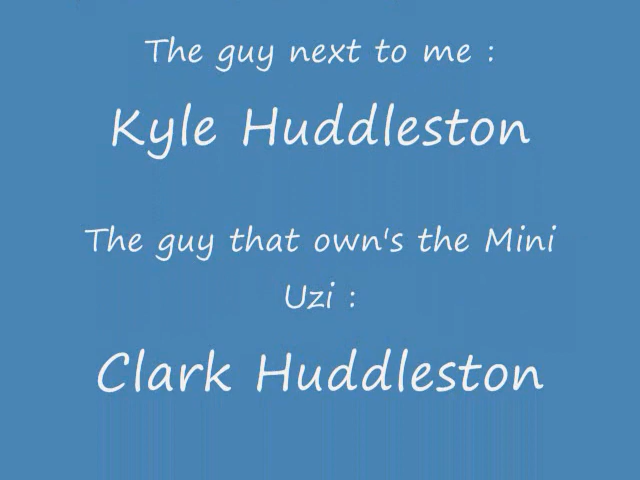 The guy next to me :
Kyle Huddleston
The guy that own's the Mini
Uzi :
Clark Huddleston